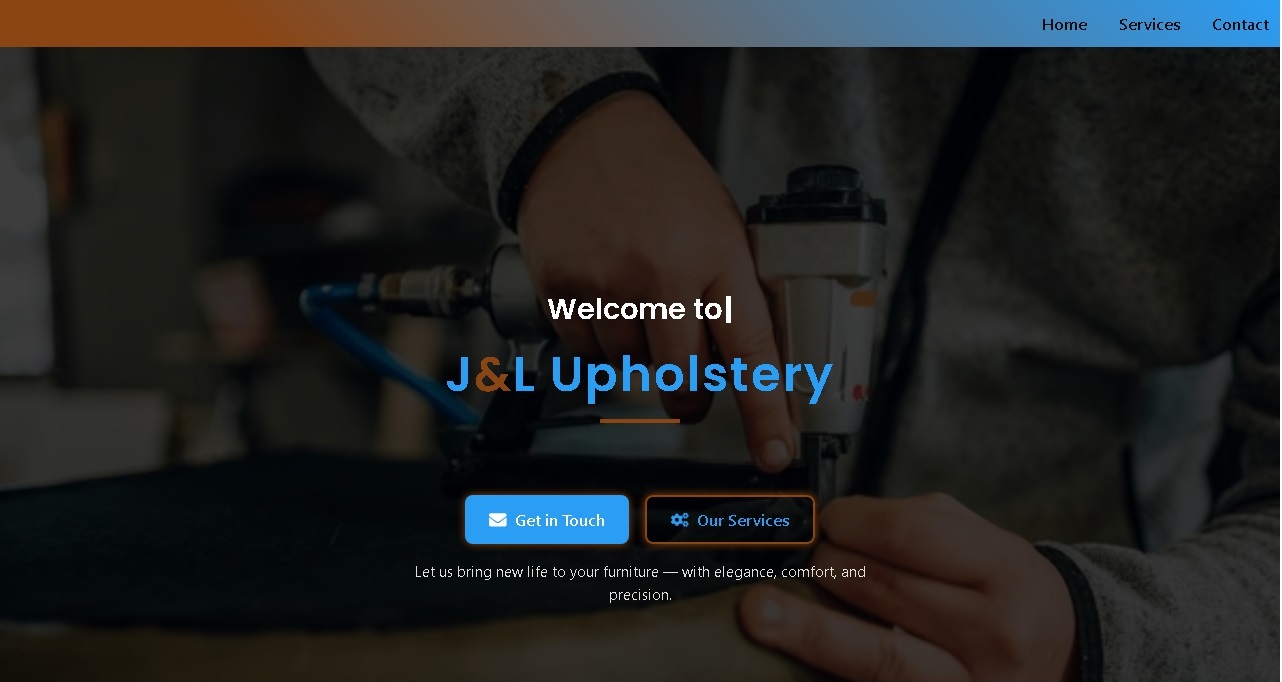 Home Services Contact
Welcome to|
J&L Upholstery
Get in Touch Our Services
Let us bring new life to your furniture — with elegance, comfort, and
precision.